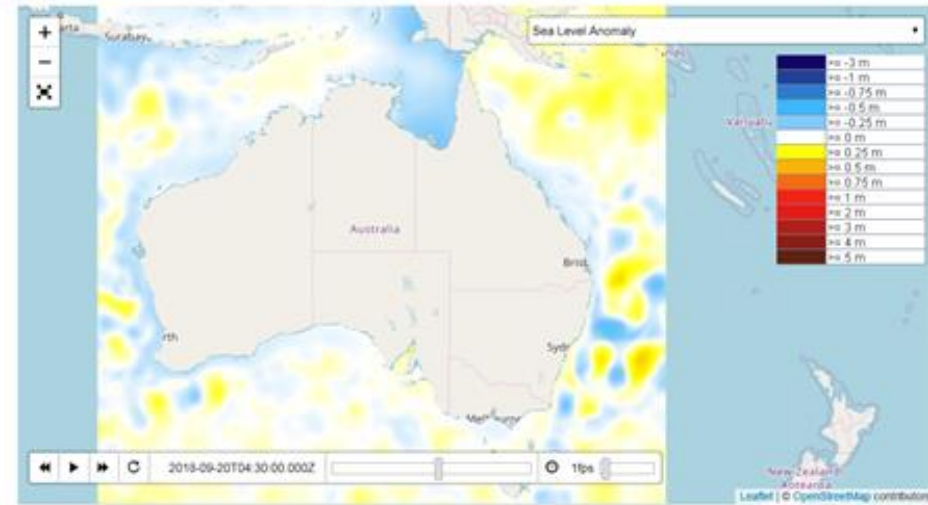 +
Surabaya
Sea Level Anomaly
−
>= -3 m
>= -1 m
>= -0.75 m
>= -0.5 m
>= -0.25 m
Vanuatu
>= 0 m
>= 0.25 m
>= 0.5 m
>= 0.75 m
>= 1 m
>= 2 m
>= 3 m
>= 4 m
>= 5 m
Australia
Brist
rth
Sydn
Melbourne
2018-09-20T04:30:00.000Z
1fps
New Zealand
Aotearoa
Leaflet | © OpenStreetMap contributors